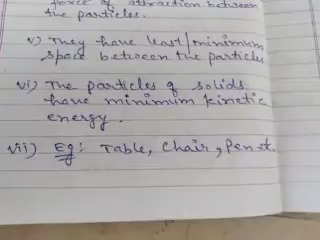 force of attraction between
the particles.
v) They have least/minimum
space between the particles
vi) The particles of solids
have minimum kinetic
energy.
vii) Eg: Table, Chair, Pen et.